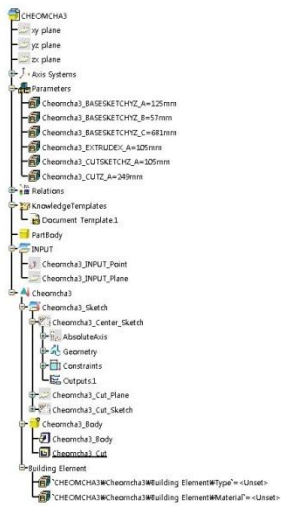 CHEOMCHA3
xy plane
yz plane
zx plane
Axis Systems
Parameters
Cheomcha3_BASESKETCHYZ_A=125mm
Cheomcha3_BASESKETCHYZ_B=57mm
Cheomcha3_BASESKETCHYZ_C=681mm
Cheomcha3_EXTRUDEX_A=105mm
Cheomcha3_CUTSKETCHZ_A=105mm
Cheomcha3_CUTZ_A=249mm
Relations
KnowledgeTemplates
Document Template.1
PartBody
INPUT
Cheomcha3_INPUT_Point
Cheomcha3_INPUT_Plane
Cheomcha3
Cheomcha3_Sketch
Cheomcha3_Center_Sketch
AbsoluteAxis
Geometry
Constraints
Outputs.1
Cheomcha3_Cut_Plane
Cheomcha3_Cut_Sketch
Cheomcha3_Body
Cheomcha3_Body
Cheomcha3_Cut
Building Element
`CHEOMCHA3₩Cheomcha3₩Building Element₩Type`=<Unset>
`CHEOMCHA3₩Cheomcha3₩Building Element₩Material`=<Unset>